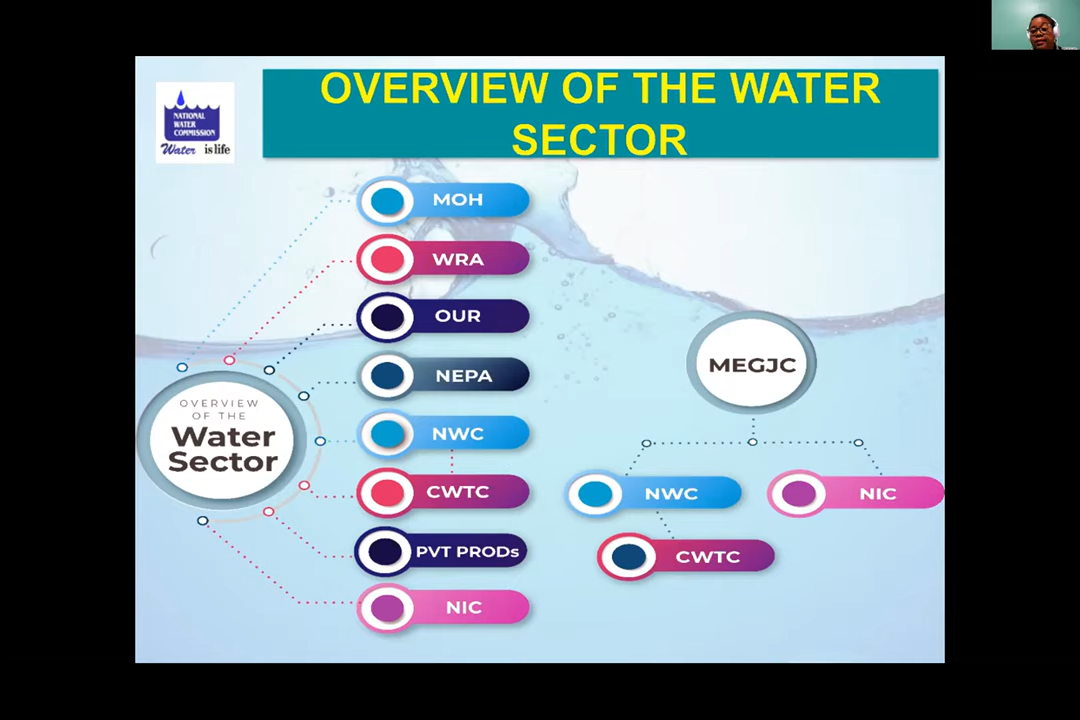 OVERVIEW OF THE WATER
SECTOR
NATIONAL
WATER
COMMISSION
Water is life
MOH
WRA
OUR
NEPA
NWC
CWTC
PVT PRODs
NIC
OVERVIEW
OF THE
Water
Sector
MEGJC
NWC
NIC
CWTC